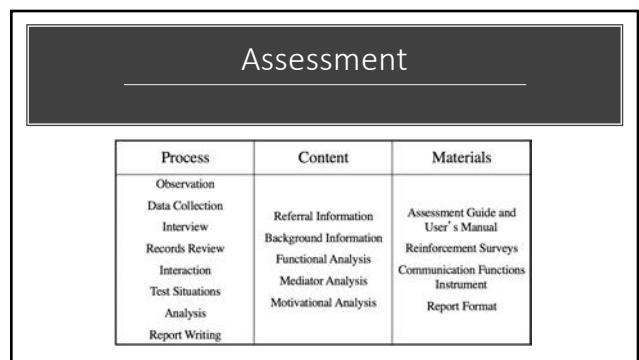 Assessment
Process
Content
Materials
Observation
Data Collection
Interview
Records Review
Interaction
Test Situations
Analysis
Report Writing
Referral Information
Background Information
Functional Analysis
Mediator Analysis
Motivational Analysis
Assessment Guide and
User's Manual
Reinforcement Surveys
Communication Functions
Instrument
Report Format